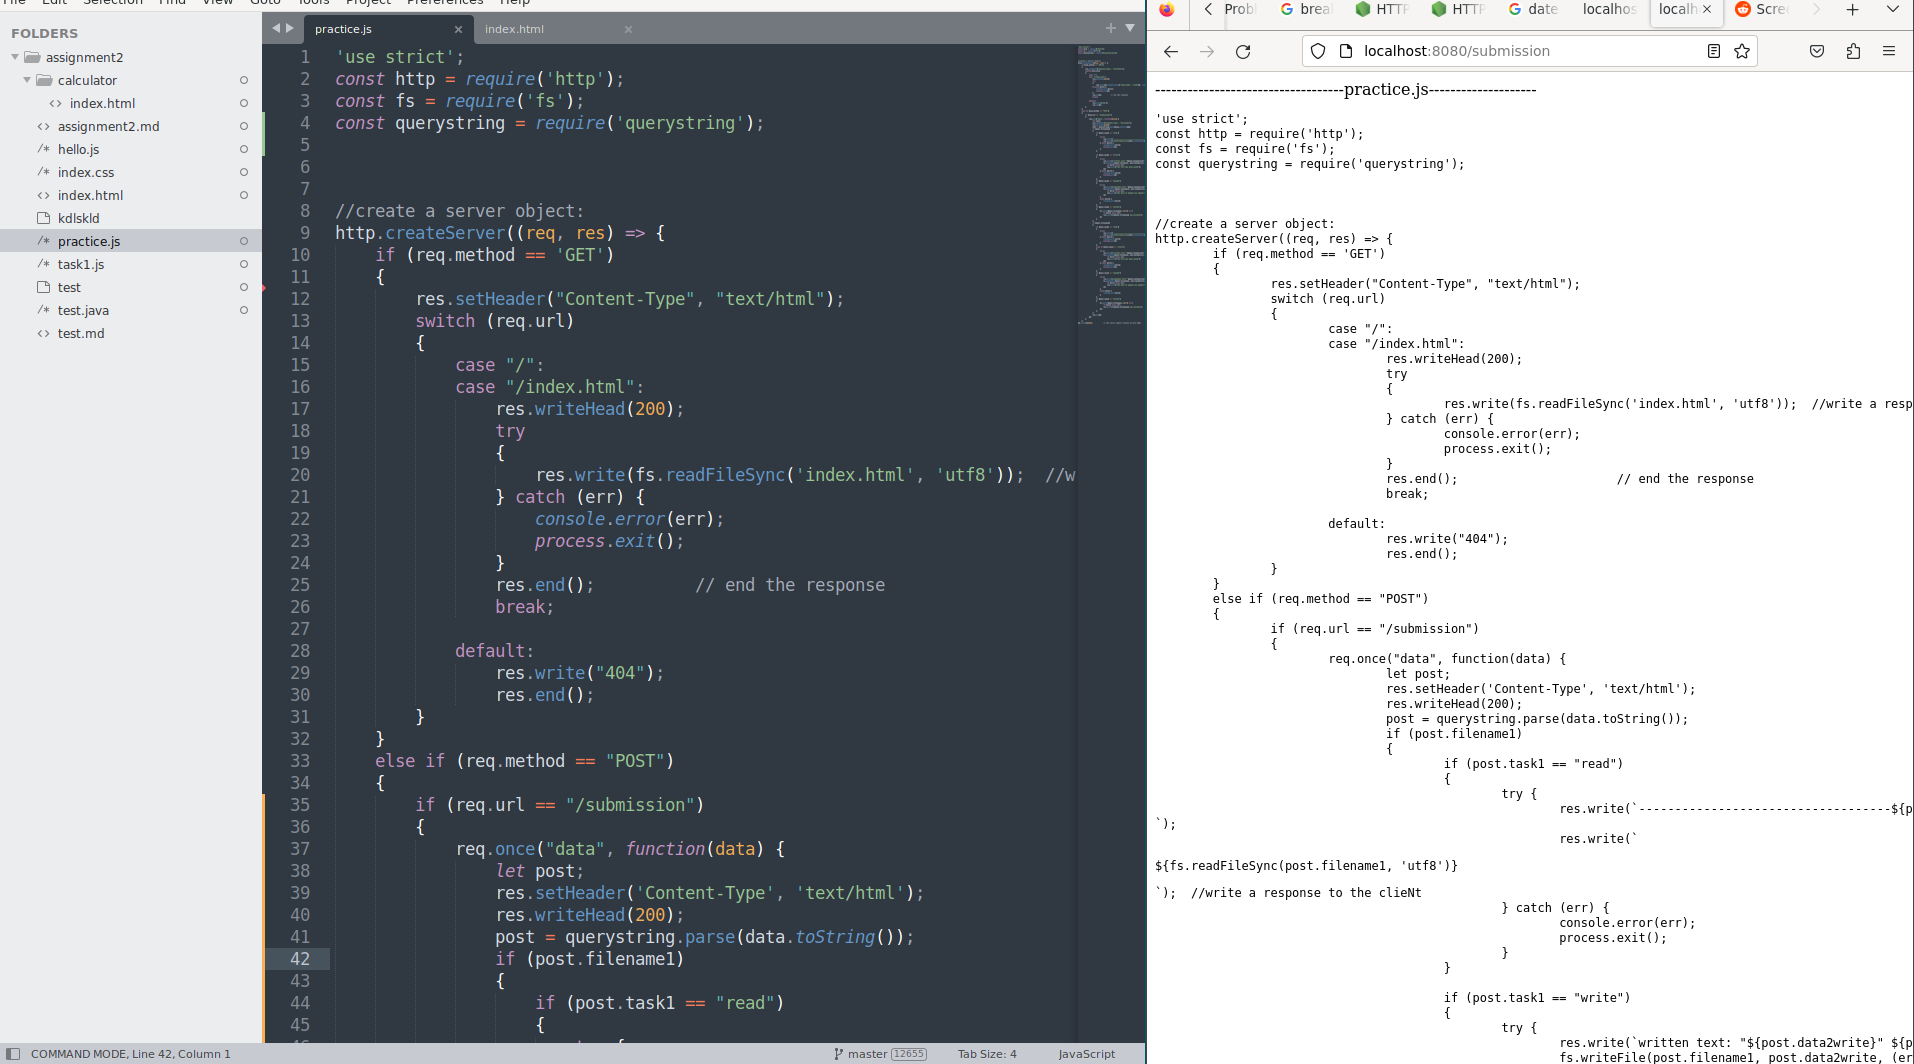 File Edit Selection Find View Goto Tools Project Preferences Help
FOLDERS
assignment2
calculator
index.html
assignment2.md
hello.js
index.css
index.html
kdlskld
practice.js
task1.js
test
test.java
test.md
practice.js
index.html
1 'use strict';
2 const http = require('http');
3 const fs = require('fs');
4 const querystring = require('querystring');
5
6
7
8 //create a server object:
9 http.createServer((req, res) => {
10 if (req.method == 'GET')
11 {
12 res.setHeader("Content-Type", "text/html");
13 switch (req.url)
14 {
15 case "/":
16 case "/index.html":
17 res.writeHead(200);
18 try
19 {
20 res.write(fs.readFileSync('index.html', 'utf8')); //w
21 } catch (err) {
22 console.error(err);
23 process.exit();
24 }
25 res.end(); // end the response
26 break;
27
28 default:
29 res.write("404");
30 res.end();
31 }
32 }
33 else if (req.method == "POST")
34 {
35 if (req.url == "/submission")
36 {
37 req.once("data", function(data) {
38 let post;
39 res.setHeader('Content-Type', 'text/html');
40 res.writeHead(200);
41 post = querystring.parse(data.toString());
42 if (post.filename1)
43 {
44 if (post.task1 == "read")
45 {
COMMAND MODE, Line 42, Column 1
master 12655
Tab Size: 4
JavaScript
Probl
break
HTTP
HTTP
date
localhos
localh
Scree
localhost:8080/submission
-----------------------------------practice.js--------------------
'use strict';
const http = require('http');
const fs = require('fs');
const querystring = require('querystring');
//create a server object:
http.createServer((req, res) => {
if (req.method == 'GET')
{
res.setHeader("Content-Type", "text/html");
switch (req.url)
{
case "/":
case "/index.html":
res.writeHead(200);
try
{
res.write(fs.readFileSync('index.html', 'utf8')); //write a resp
} catch (err) {
console.error(err);
process.exit();
}
res.end(); // end the response
break;
default:
res.write("404");
res.end();
}
}
else if (req.method == "POST")
{
if (req.url == "/submission")
{
req.once("data", function(data) {
let post;
res.setHeader('Content-Type', 'text/html');
res.writeHead(200);
post = querystring.parse(data.toString());
if (post.filename1)
{
if (post.task1 == "read")
{
try {
res.write(`-----------------------------------${p
`);
res.write(`
${fs.readFileSync(post.filename1, 'utf8')}
`); //write a response to the clieNt
} catch (err) {
console.error(err);
process.exit();
}
}
if (post.task1 == "write")
{
try {
res.write(`written text: "${post.data2write}" ${p
fs.writeFile(post.filename1, post.data2write, (er